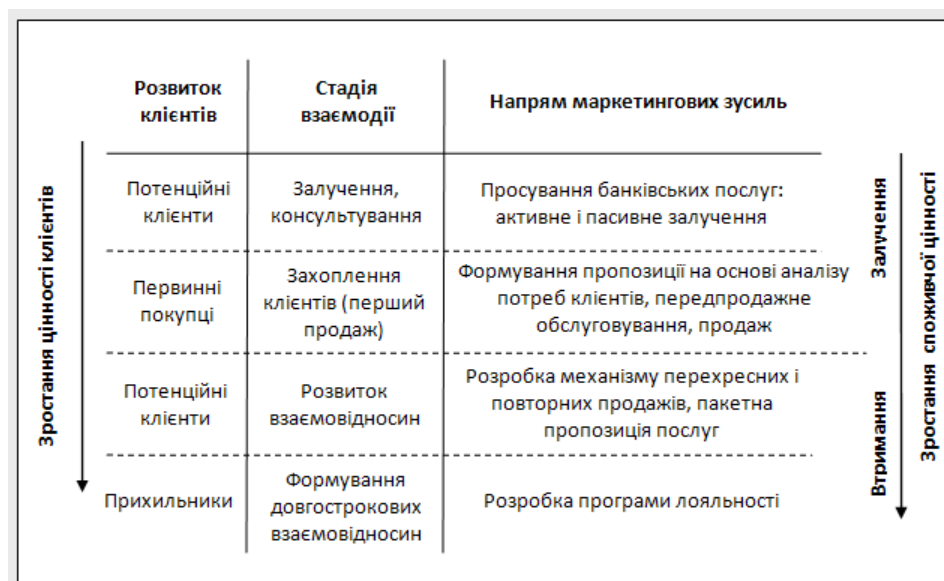 Розвиток
клієнтів
Стадія
взаємодії
Напрям маркетингових зусиль
Зростання цінності клієнтів
Потенційні
клієнти
Залучення,
консультування
Просування банківських послуг:
активне і пасивне залучення
Первинні
покупці
Захоплення
клієнтів (перший
продаж)
Формування пропозиції на основі аналізу
потреб клієнтів, передпродажне
обслуговування, продаж
Потенційні
клієнти
Розвиток
взаємовідносин
Розробка механізму перехресних і
повторних продажів, пакетна
пропозиція послуг
Прихильники
Формування
довгострокових
взаємовідносин
Розробка програми лояльності
Залучення
Втримання
Зростання споживчої цінності